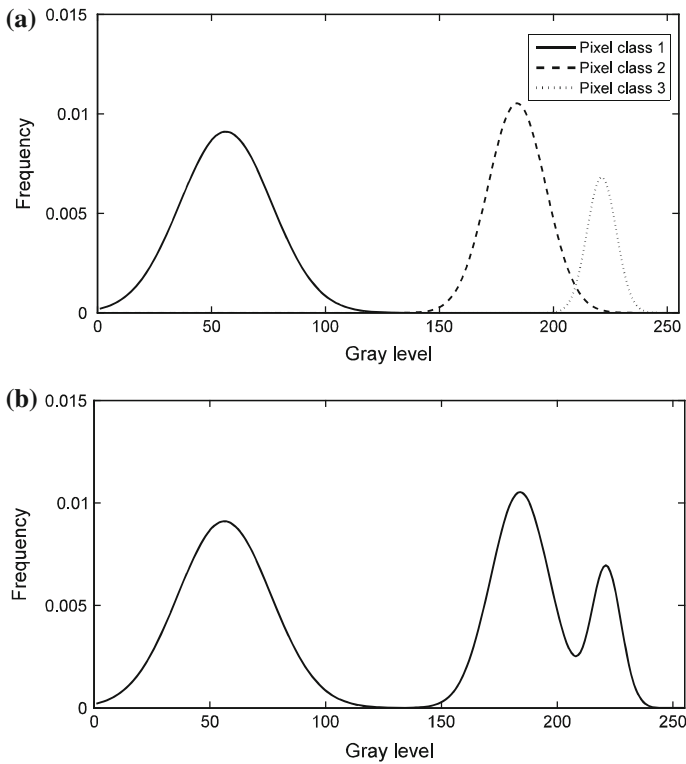 (a)
0.015
0.01
0.005
0
Frequency
Pixel class 1
Pixel class 2
Pixel class 3
0 50 100 150 200 250
Gray level
(b)
0.015
0.01
0.005
0
Frequency
0 50 100 150 200 250
Gray level